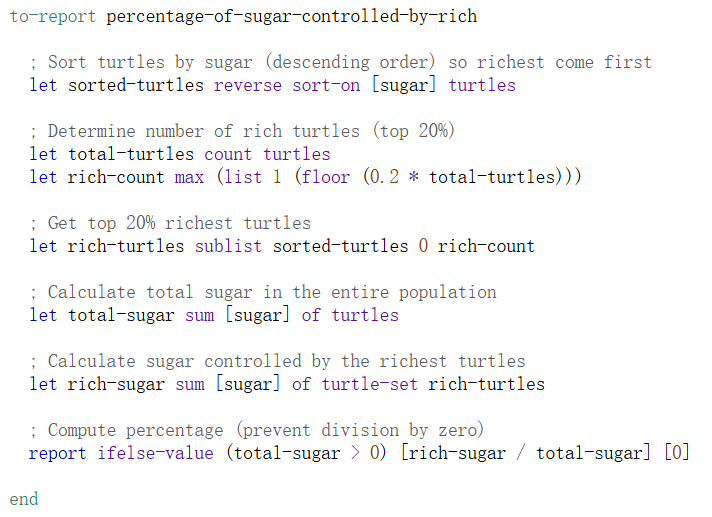 to-report percentage-of-sugar-controlled-by-rich
; Sort turtles by sugar (descending order) so richest come first
let sorted-turtles reverse sort-on [sugar] turtles
; Determine number of rich turtles (top 20%)
let total-turtles count turtles
let rich-count max (list 1 (floor (0.2 * total-turtles)))
; Get top 20% richest turtles
let rich-turtles sublist sorted-turtles 0 rich-count
; Calculate total sugar in the entire population
let total-sugar sum [sugar] of turtles
; Calculate sugar controlled by the richest turtles
let rich-sugar sum [sugar] of turtle-set rich-turtles
; Compute percentage (prevent division by zero)
report ifelse-value (total-sugar > 0) [rich-sugar / total-sugar] [0]
end